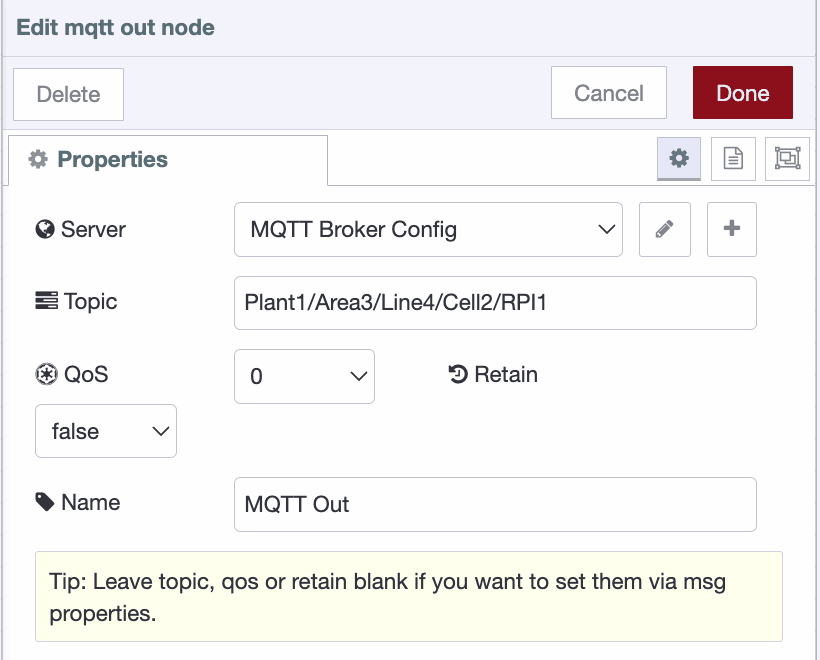 Edit mqtt out node
Delete
Cancel
Done
Properties
Server
MQTT Broker Config
Topic
Plant1/Area3/Line4/Cell2/RPI1
QoS
0
Retain
false
Name
MQTT Out
Tip: Leave topic, qos or retain blank if you want to set them via msg
properties.